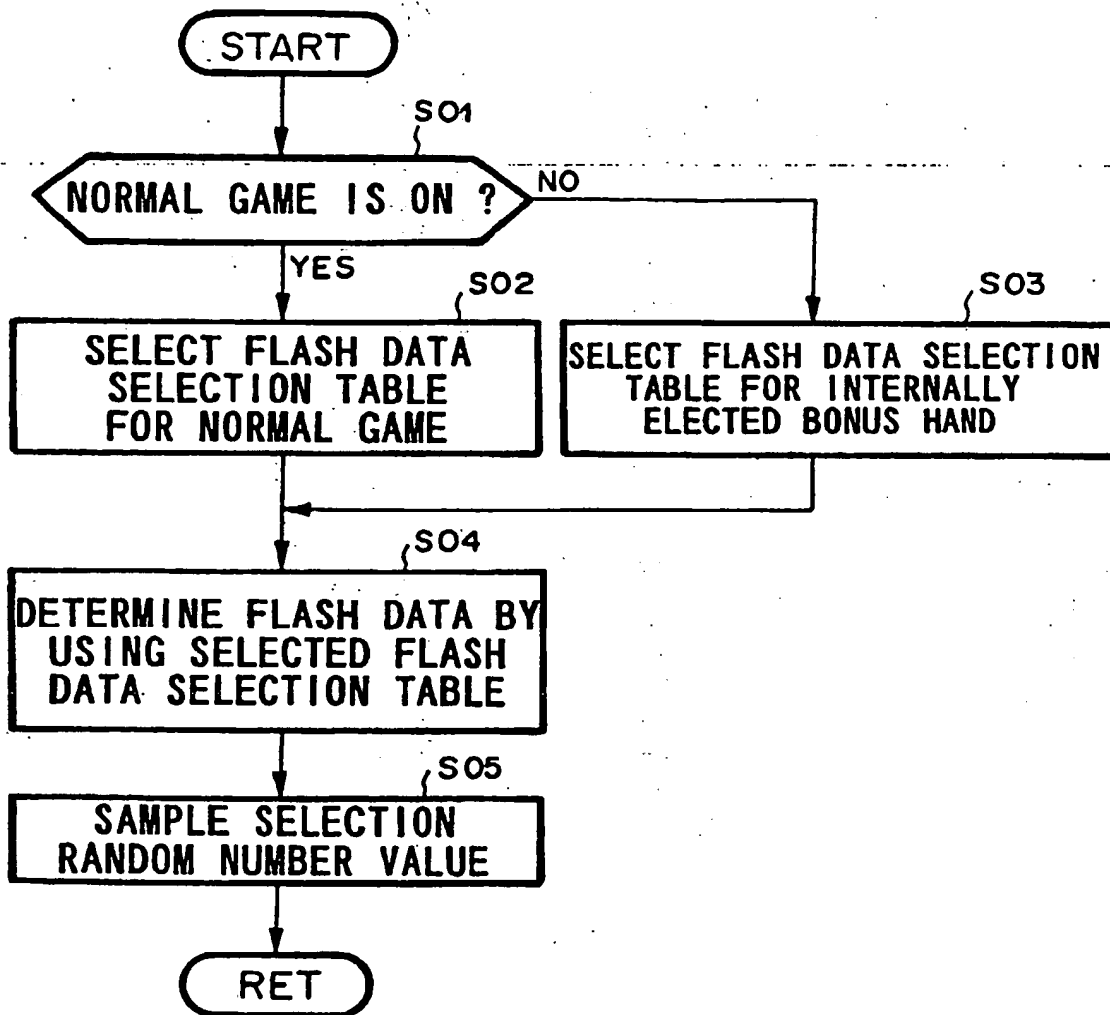 START
S01
NORMAL GAME IS ON ?
NO
YES
S02
SELECT FLASH DATA
SELECTION TABLE
FOR NORMAL GAME
S03
SELECT FLASH DATA SELECTION
TABLE FOR INTERNALLY
ELECTED BONUS HAND
S04
DETERMINE FLASH DATA BY
USING SELECTED FLASH
DATA SELECTION TABLE
S05
SAMPLE SELECTION
RANDOM NUMBER VALUE
RET